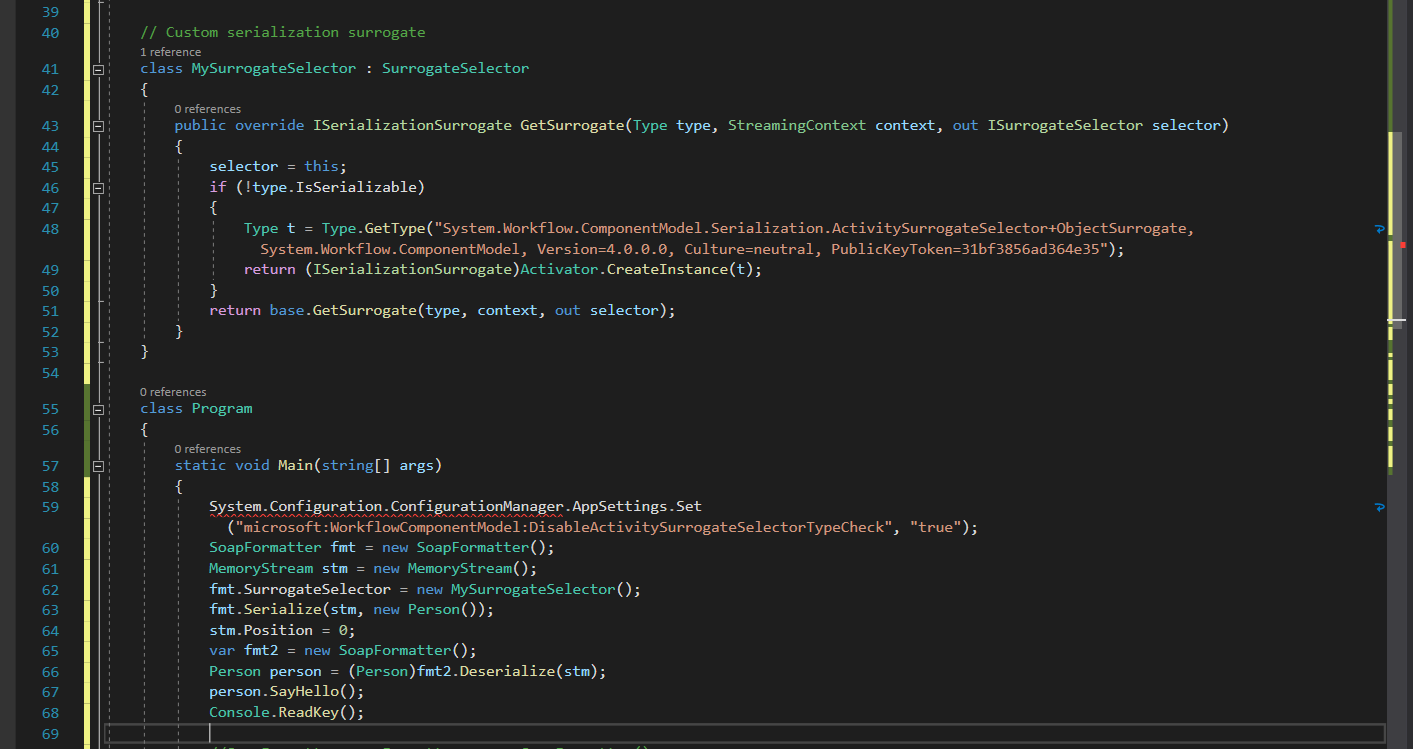 39
40 // Custom serialization surrogate
1 reference
41 class MySurrogateSelector : SurrogateSelector
42 {
0 references
43 public override ISerializationSurrogate GetSurrogate(Type type, StreamingContext context, out ISurrogateSelector selector)
44 {
45 selector = this;
46 if (!type.IsSerializable)
47 {
48 Type t = Type.GetType("System.Workflow.ComponentModel.Serialization.ActivitySurrogateSelector+ObjectSurrogate,
System.Workflow.ComponentModel, Version=4.0.0.0, Culture=neutral, PublicKeyToken=31bf3856ad364e35");
49 return (ISerializationSurrogate)Activator.CreateInstance(t);
50 }
51 return base.GetSurrogate(type, context, out selector);
52 }
53 }
54
0 references
55 class Program
56 {
0 references
57 static void Main(string[] args)
58 {
59 System.Configuration.ConfigurationManager.AppSettings.Set
("microsoft:WorkflowComponentModel:DisableActivitySurrogateSelectorTypeCheck", "true");
60 SoapFormatter fmt = new SoapFormatter();
61 MemoryStream stm = new MemoryStream();
62 fmt.SurrogateSelector = new MySurrogateSelector();
63 fmt.Serialize(stm, new Person());
64 stm.Position = 0;
65 var fmt2 = new SoapFormatter();
66 Person person = (Person)fmt2.Deserialize(stm);
67 person.SayHello();
68 Console.ReadKey();
69